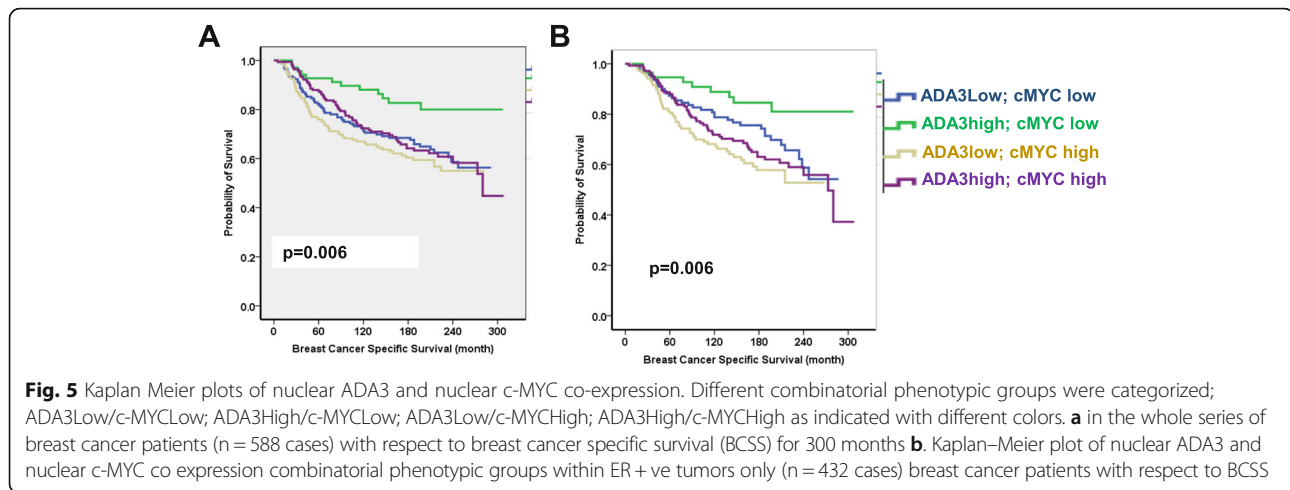 A
B
1.0
0.8
0.6
0.4
0.2
0.0
Probability of Survival
p=0.006
0 60 120 180 240 300
Breast Cancer Specific Survival (month)
1.0
0.8
0.6
0.4
0.2
0.0
Probability of Survival
p=0.006
0 60 120 180 240 300
Breast Cancer Specific Survival (month)
ADA3Low; cMYC low
ADA3high; cMYC low
ADA3low; cMYC high
ADA3high; cMYC high
Fig. 5 Kaplan Meier plots of nuclear ADA3 and nuclear c-MYC co-expression. Different combinatorial phenotypic groups were categorized;
ADA3Low/c-MYCLow; ADA3High/c-MYCLow; ADA3Low/c-MYCHigh; ADA3High/c-MYCHigh as indicated with different colors. a in the whole series of
breast cancer patients (n = 588 cases) with respect to breast cancer specific survival (BCSS) for 300 months b. Kaplan–Meier plot of nuclear ADA3 and
nuclear c-MYC co expression combinatorial phenotypic groups within ER + ve tumors only (n = 432 cases) breast cancer patients with respect to BCSS